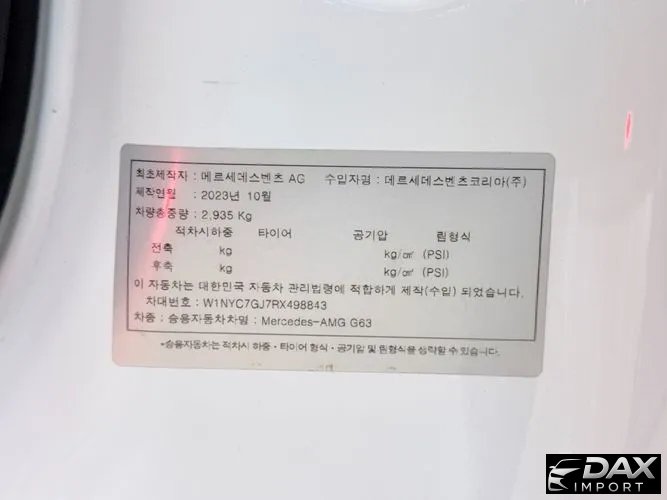 최초제작자 : 메르세데스벤츠 AG 수입자명 : 메르세데스벤츠코리아(주)
제작연월 : 2023년 10월
차량총중량 : 2,935 Kg
적차시하중 타이어 공기압 림형식
전축 kg kg/㎠ (PSI)
후축 kg kg/㎠ (PSI)
이 자동차는 대한민국 자동차 관리법령에 적합하게 제작(수입) 되었습니다.
차대번호 : W1NYC7GJ7RX498843
차종 : 승용자동차차명 : Mercedes-AMG G63
*승용자동차는 적차시 하중·타이어 형식·공기압 및 림형식을 생략할 수 있습니다.
DAX
IMPORT